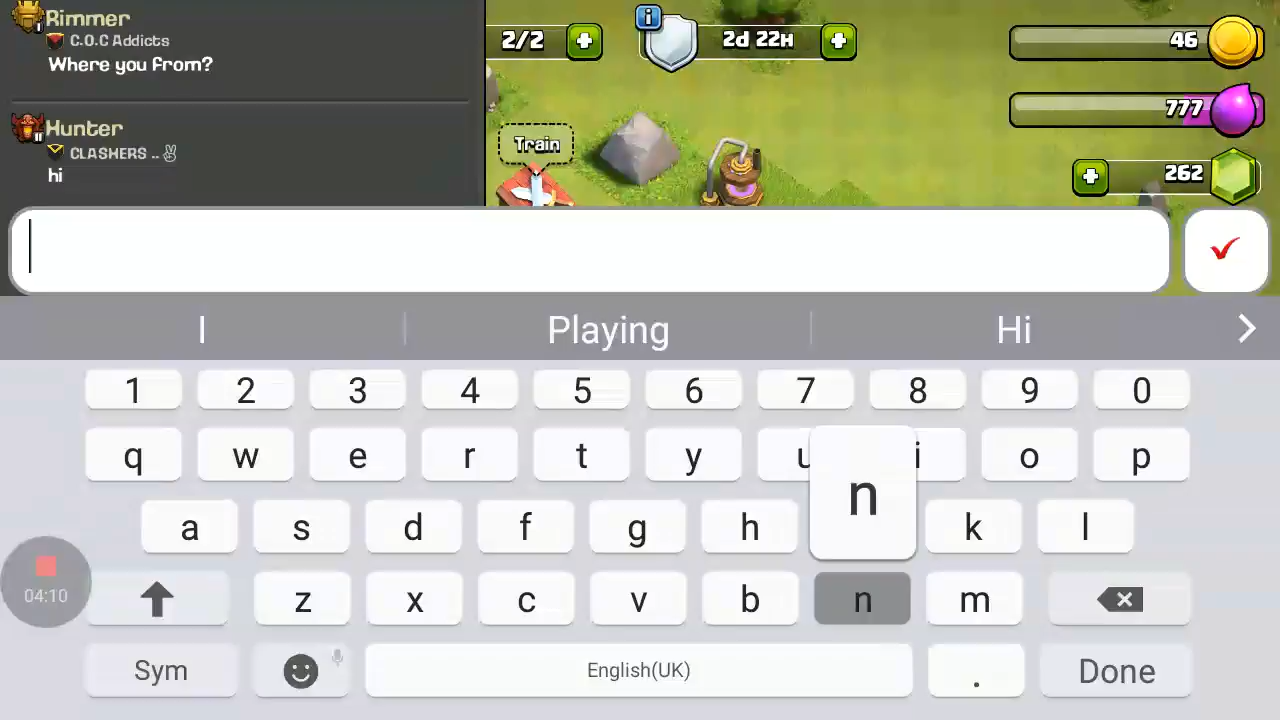 Rimmer
C.O.C Addicts
Where you from?
Hunter
CLASHERS ..✌
hi
2/2
i
2d 22H
46
777
262
Train
I Playing Hi
1 2 3 4 5 6 7 8 9 0
q w e r t y u i o p
n
a s d f g h k l
z x c v b n m
Sym English(UK) . Done
04:10